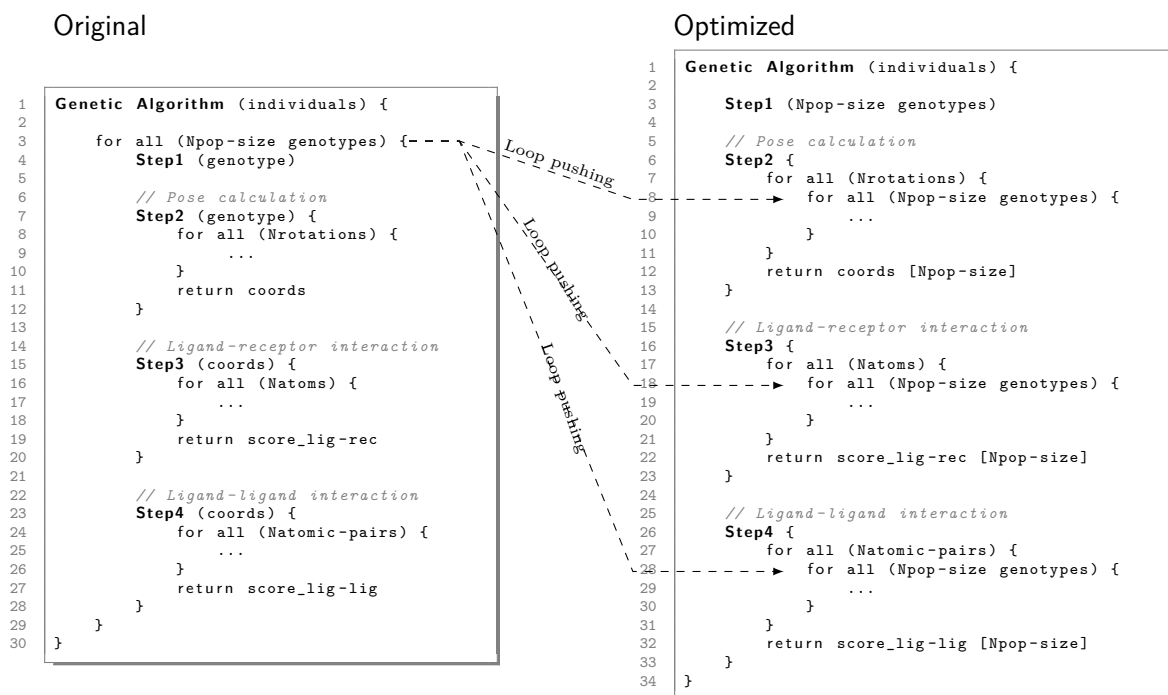 Original
1 Genetic Algorithm (individuals) {
2
3 for all (Npop-size genotypes) {
4 Step1 (genotype)
5
6 // Pose calculation
7 Step2 (genotype) {
8 for all (Nrotations) {
9 ...
10 }
11 return coords
12 }
13
14 // Ligand-receptor interaction
15 Step3 (coords) {
16 for all (Natoms) {
17 ...
18 }
19 return score_lig-rec
20 }
21
22 // Ligand-ligand interaction
23 Step4 (coords) {
24 for all (Natomic-pairs) {
25 ...
26 }
27 return score_lig-lig
28 }
29 }
30 }
Loop pushing
Loop pushing
Loop pushing
Optimized
1 Genetic Algorithm (individuals) {
2
3 Step1 (Npop-size genotypes)
4
5 // Pose calculation
6 Step2 {
7 for all (Nrotations) {
8 for all (Npop-size genotypes) {
9 ...
10 }
11 }
12 return coords [Npop-size]
13 }
14
15 // Ligand-receptor interaction
16 Step3 {
17 for all (Natoms) {
18 for all (Npop-size genotypes) {
19 ...
20 }
21 }
22 return score_lig-rec [Npop-size]
23 }
24
25 // Ligand-ligand interaction
26 Step4 {
27 for all (Natomic-pairs) {
28 for all (Npop-size genotypes) {
29 ...
30 }
31 }
32 return score_lig-lig [Npop-size]
33 }
34 }